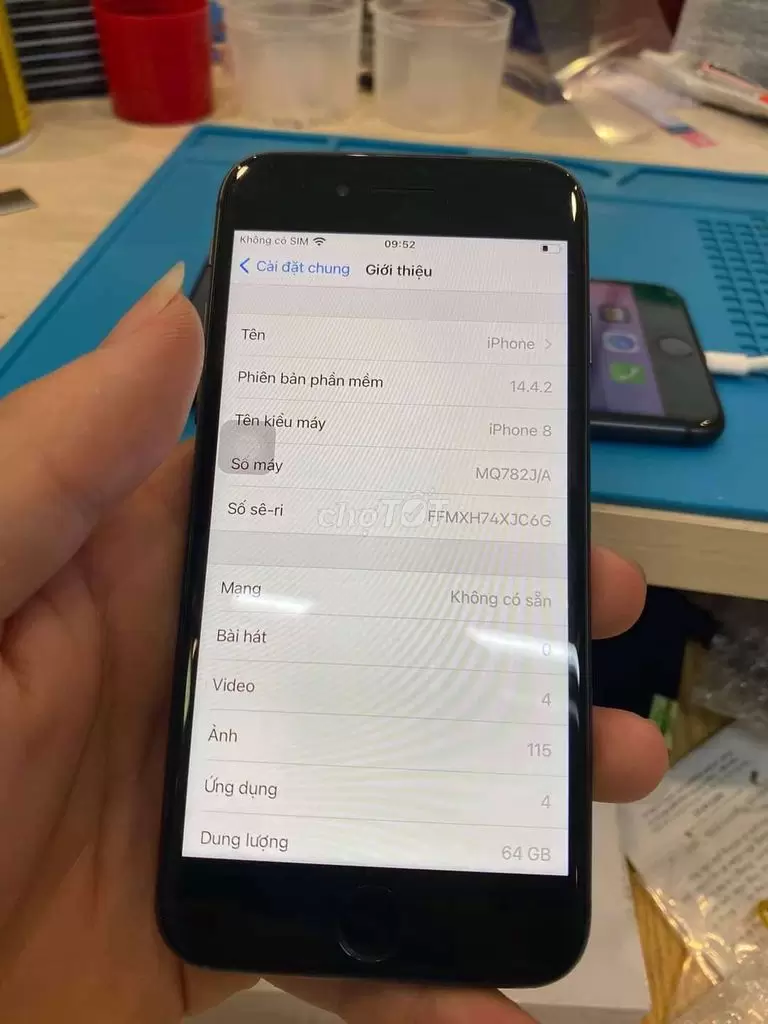 Không có SIM
09:52
Cài đặt chung
Giới thiệu
Tên
iPhone
Phiên bản phần mềm
14.4.2
Tên kiểu máy
iPhone 8
Số máy
MQ782J/A
Số sê-ri
FFMXH74XJC6G
chợTỐT
Mạng
Không có sẵn
Bài hát
0
Video
4
Ảnh
115
Ứng dụng
4
Dung lượng
64 GB